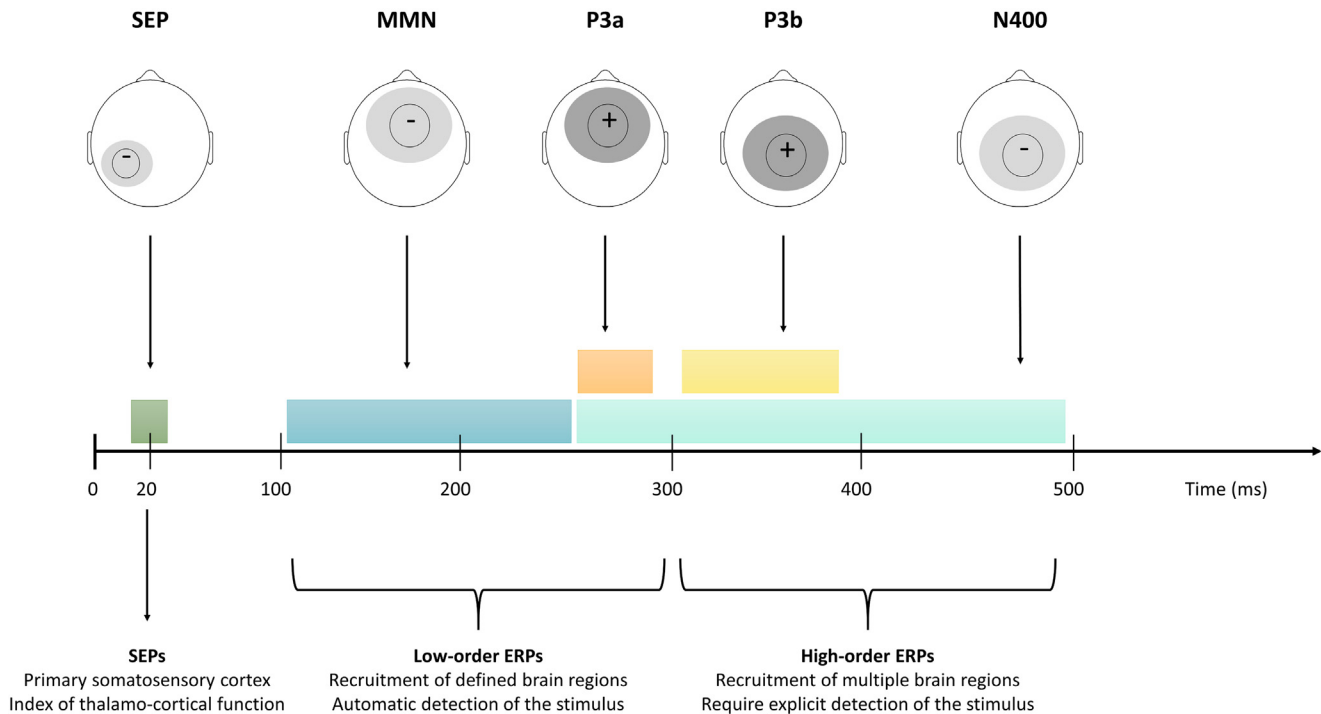 SEP MMN P3a P3b N400
- - + + -
0 20 100 200 300 400 500 Time (ms)
SEPs
Primary somatosensory cortex
Index of thalamo-cortical function
Low-order ERPs
Recruitment of defined brain regions
Automatic detection of the stimulus
High-order ERPs
Recruitment of multiple brain regions
Require explicit detection of the stimulus